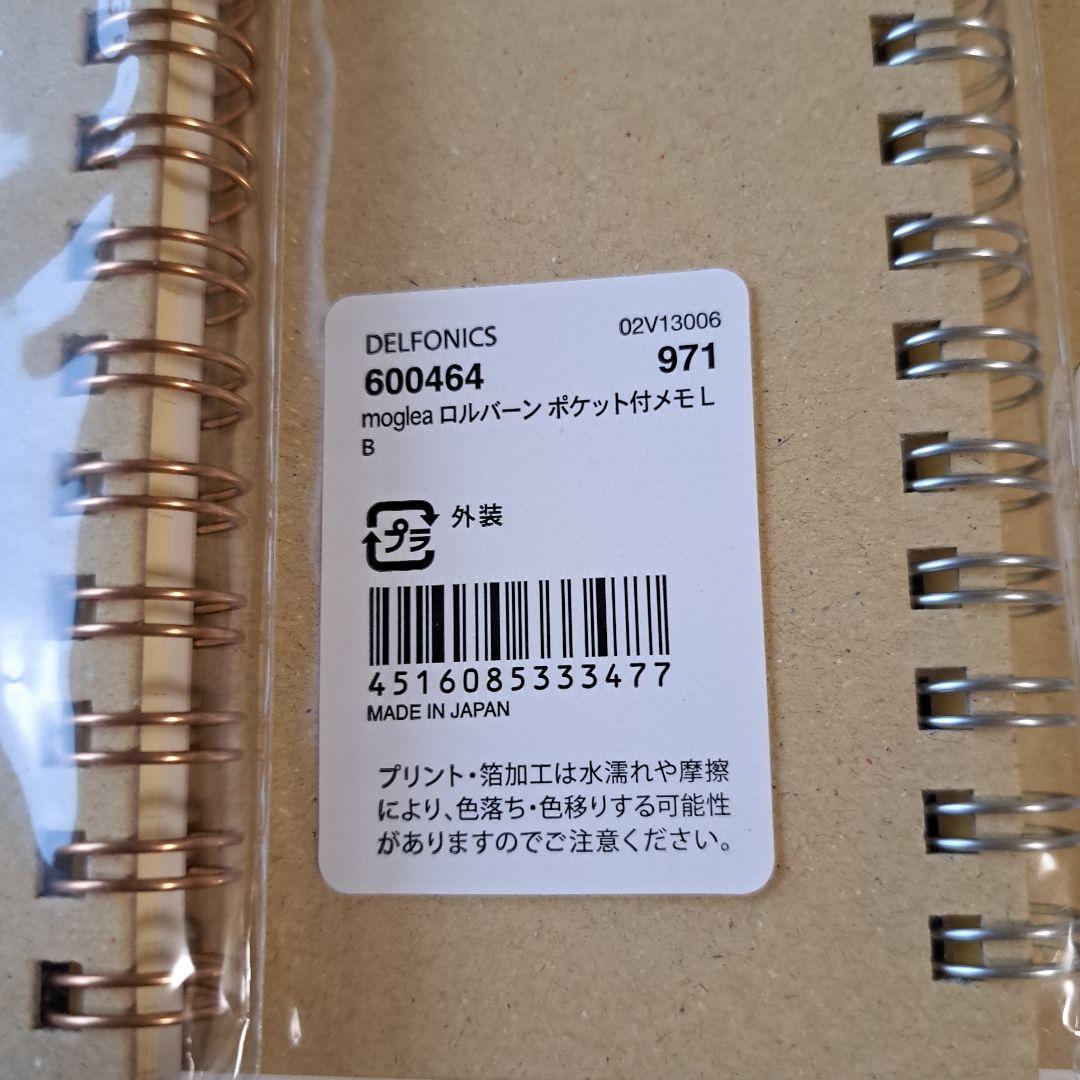 DELFONICS 02V13006
600464 971
moglea ロルバーン ポケット付メモ L
B
プラ 外装
4516085333477
MADE IN JAPAN
プリント・箔加工は水濡れや摩擦
により、色落ち・色移りする可能性
がありますのでご注意ください。